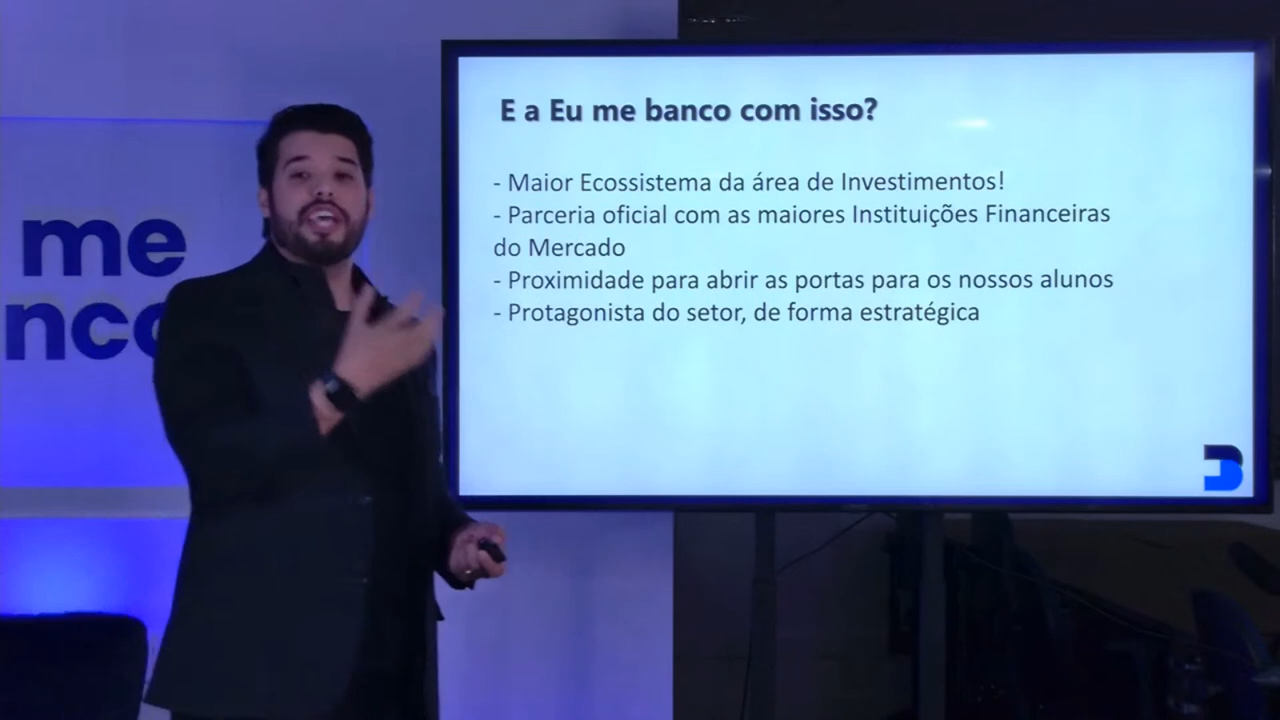 E a Eu me banco com isso?
- Maior Ecossistema da área de Investimentos!
- Parceria oficial com as maiores Instituições Financeiras
do Mercado
- Proximidade para abrir as portas para os nossos alunos
- Protagonista do setor, de forma estratégica
me
nco